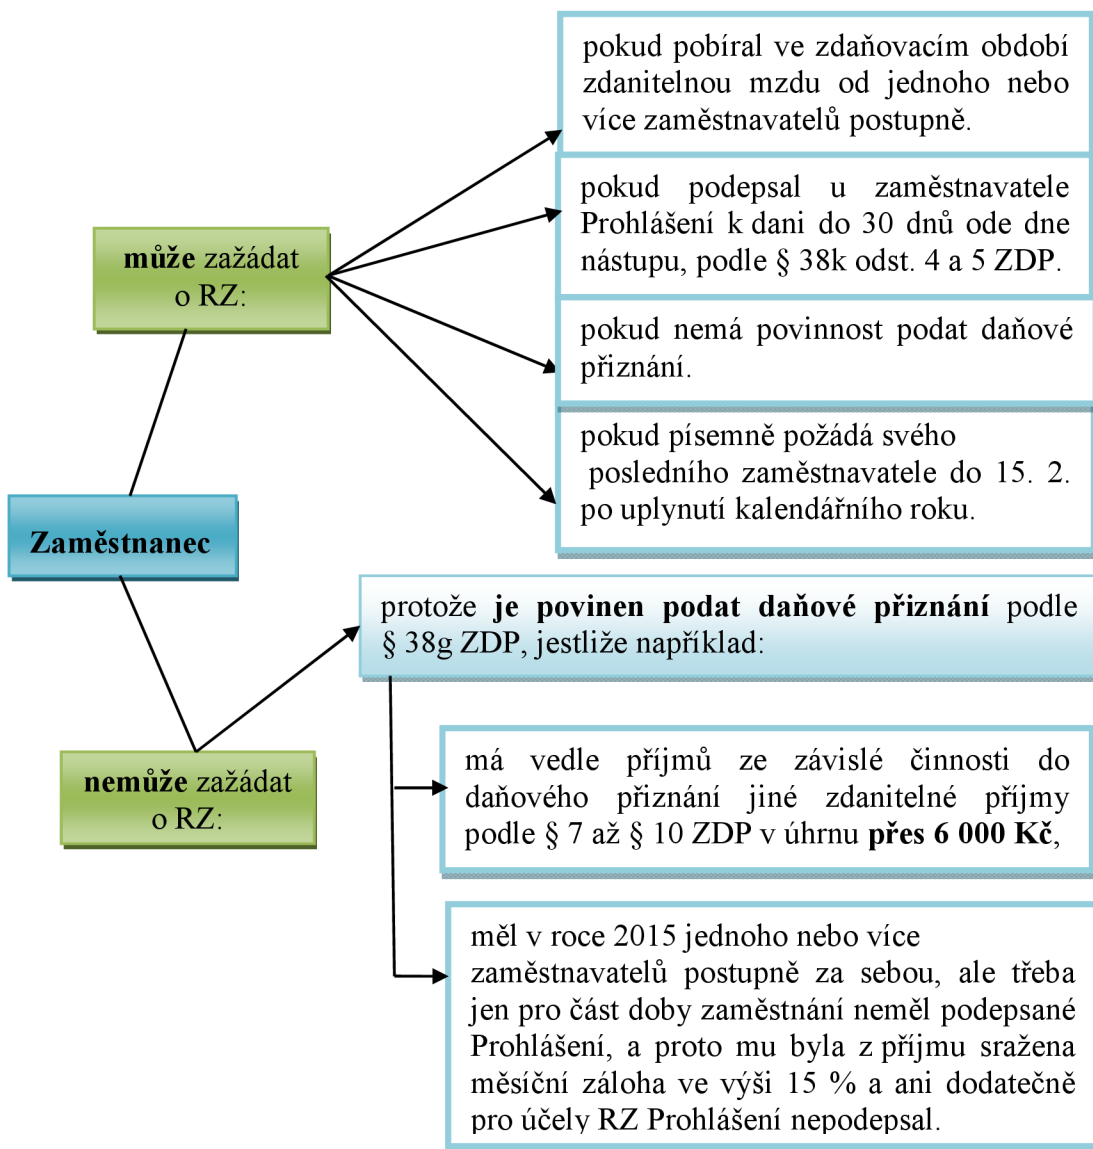 pokud pobíral ve zdaňovacím období
zdanitelnou mzdu od jednoho nebo
více zaměstnavatelů postupně.
pokud podepsal u zaměstnavatele
Prohlášení k dani do 30 dnů ode dne
nástupu, podle § 38k odst. 4 a 5 ZDP.
může zažádat
o RZ:
pokud nemá povinnost podat daňové
přiznání.
pokud písemně požádá svého
posledního zaměstnavatele do 15. 2.
po uplynutí kalendářního roku.
Zaměstnanec
protože je povinen podat daňové přiznání podle
§ 38g ZDP, jestliže například:
nemůže zažádat
o RZ:
má vedle příjmů ze závislé činnosti do
daňového přiznání jiné zdanitelné příjmy
podle § 7 až § 10 ZDP v úhrnu přes 6 000 Kč,
měl v roce 2015 jednoho nebo více
zaměstnavatelů postupně za sebou, ale třeba
jen pro část doby zaměstnání neměl podepsané
Prohlášení, a proto mu byla z příjmu sražena
měsíční záloha ve výši 15 % a ani dodatečně
pro účely RZ Prohlášení nepodepsal.